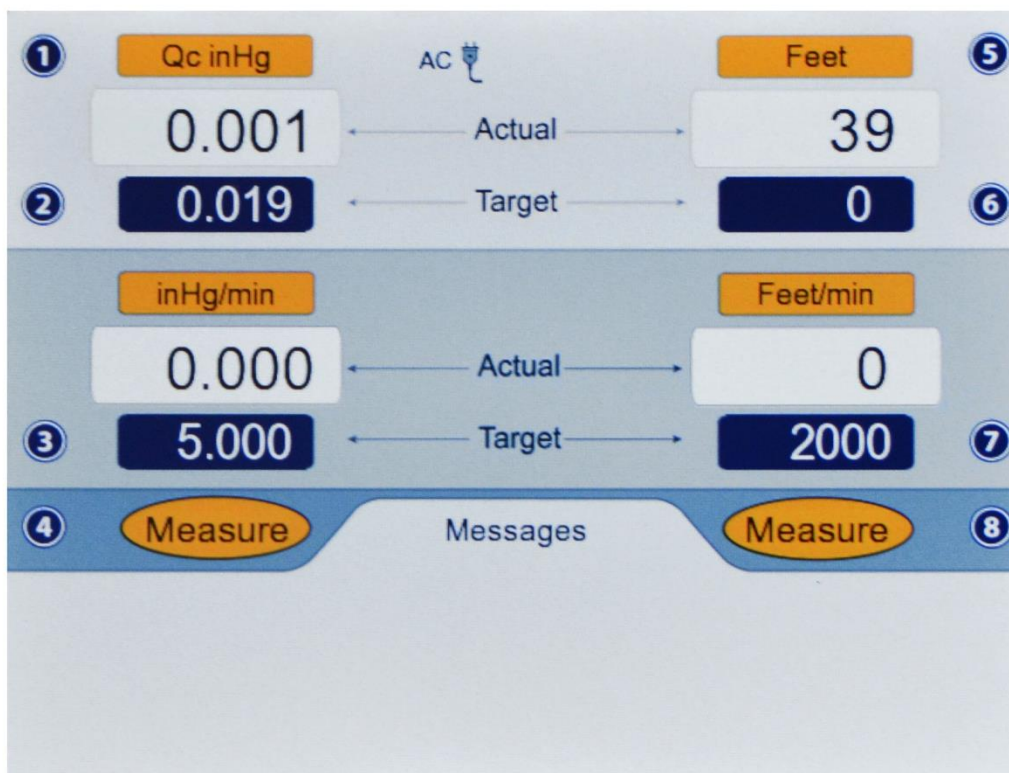 1 Qc inHg AC Feet 5
0.001 Actual 39
2 0.019 Target 0 6
inHg/min Feet/min
0.000 Actual 0
3 5.000 Target 2000 7
4 Measure Messages Measure 8